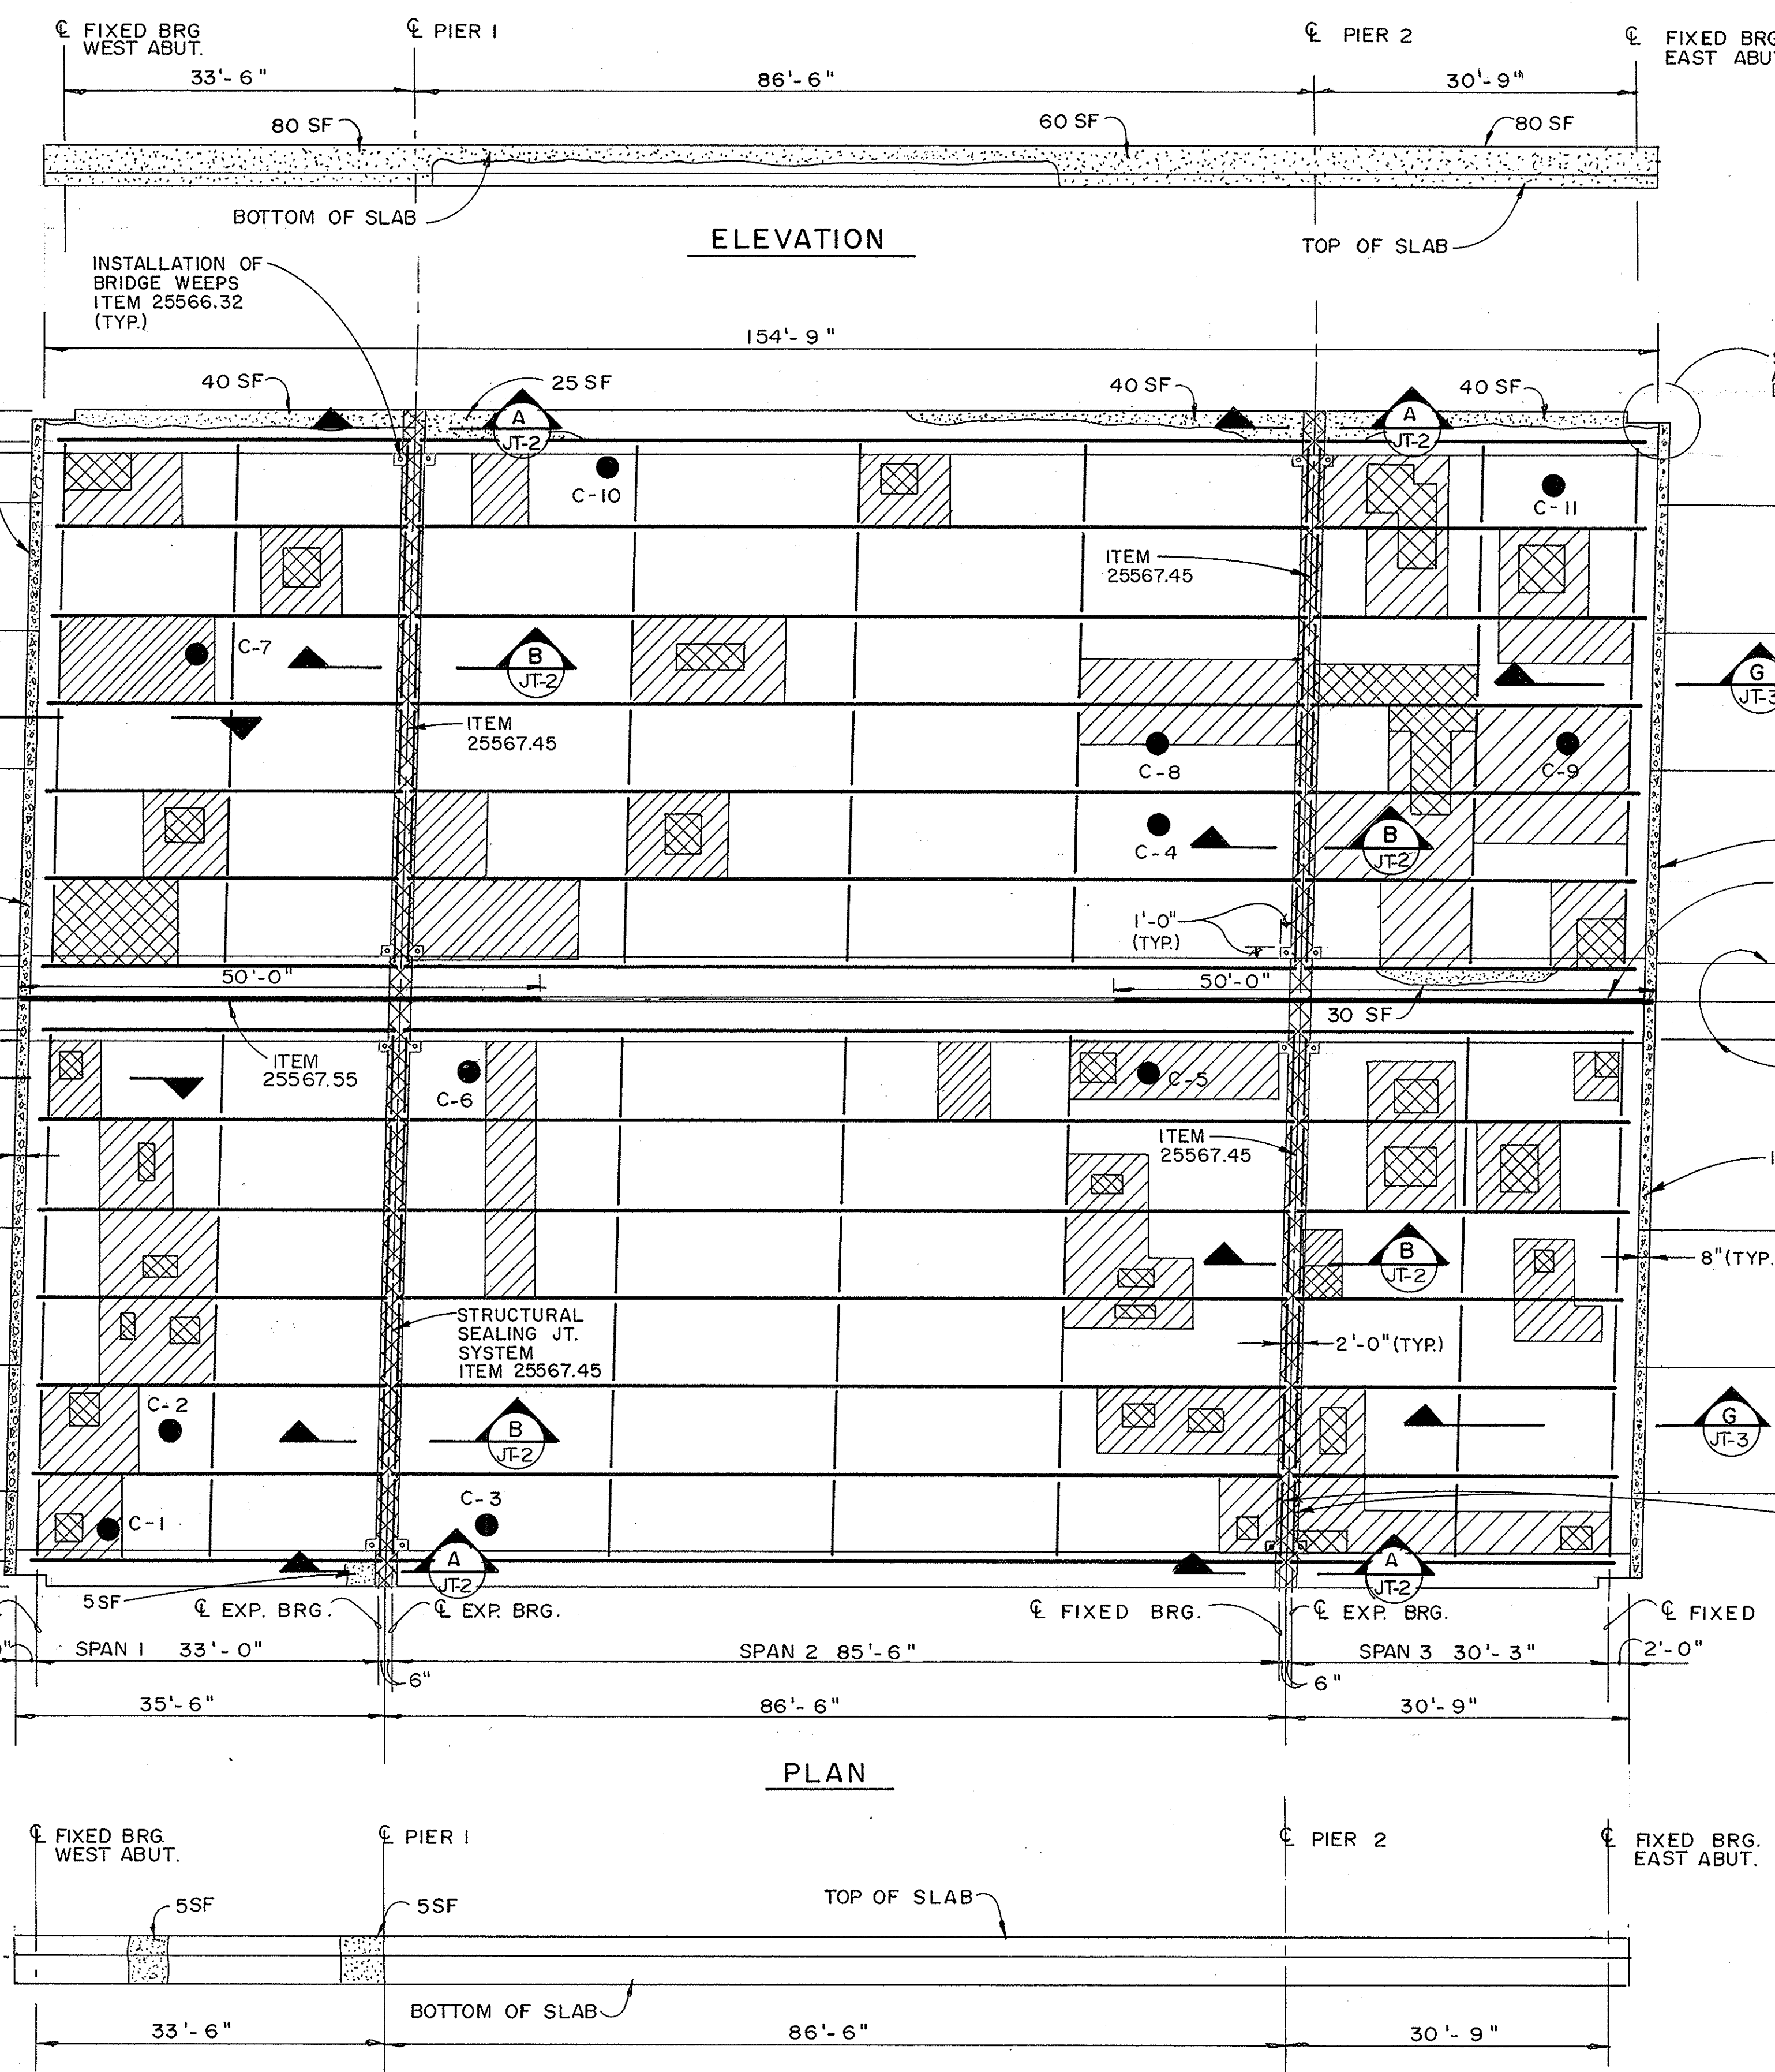 ℄ FIXED BRG
WEST ABUT.
℄ PIER 1
℄ PIER 2
℄ FIXED BRG
EAST
33'-6"
86'-6"
30'-9"
80 SF
60 SF
80 SF
BOTTOM OF SLAB
ELEVATION
TOP OF SLAB
INSTALLATION OF
BRIDGE WEEPS
ITEM 25566.32
(TYP.)
154'-9"
40 SF
25 SF
40 SF
40 SF
A
JT-2
A
JT-2
C-10
C-11
ITEM
25567.45
C-7
B
JT-2
G
JT-3
ITEM
25567.45
C-8
C-9
C-4
B
JT-2
1'-0"
(TYP.)
50'-0"
50'-0"
30 SF
ITEM
25567.55
C-6
C-5
ITEM
25567.45
B
JT-2
8" (TYP.
STRUCTURAL
SEALING JT.
SYSTEM
ITEM 25567.45
2'-0" (TYP.)
C-2
B
JT-2
G
JT-3
C-1
C-3
A
JT-2
A
JT-2
5SF
℄ EXP. BRG.
℄ EXP. BRG.
℄ FIXED BRG.
℄ EXP. BRG.
℄ FIXED
SPAN 1 33'-0"
SPAN 2 85'-6"
SPAN 3 30'-3"
2'-0"
6"
6"
35'-6"
86'-6"
30'-9"
PLAN
℄ FIXED BRG.
WEST ABUT.
℄ PIER 1
℄ PIER 2
℄ FIXED BRG.
EAST ABUT.
5SF
5SF
TOP OF SLAB
BOTTOM OF SLAB
33'-6"
86'-6"
30'-9"